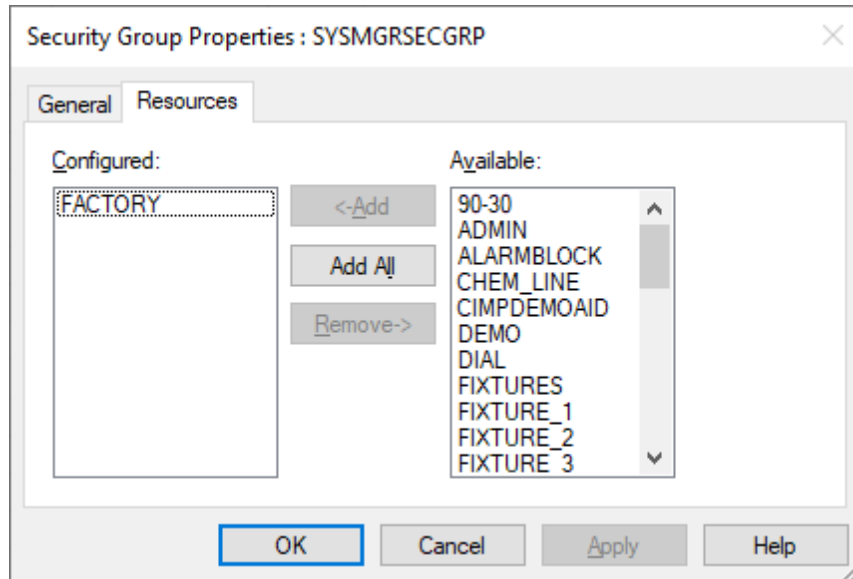 Security Group Properties : SYSMGRSECGRP
General
Resources
Configured:
Available:
FACTORY
<-Add
Add All
Remove->
90-30
ADMIN
ALARMBLOCK
CHEM_LINE
CIMPDEMOAID
DEMO
DIAL
FIXTURES
FIXTURE_1
FIXTURE_2
FIXTURE_3
OK
Cancel
Apply
Help